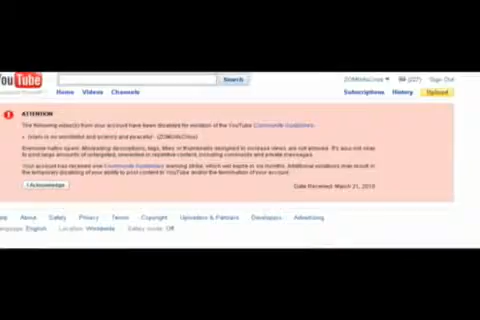 YouTube Search
Home Videos Channels Subscriptions History Upload
Sign Out
ATTENTION
The following video(s) from your account have been disabled for violation of the YouTube Community Guidelines:
Everyone hates spam. Misleading descriptions, tags, titles or thumbnails designed to increase views are not allowed. It's also not okay
to post large amounts of untargeted, unwanted or repetitive content, including comments and private messages.
Your account has received one Community Guidelines warning strike, which will expire in six months. Additional violations may result in
the temporary disabling of your ability to post content to YouTube and/or the termination of your account.
I Acknowledge
Date Received: March 21, 2010
About Safety Privacy Terms Copyright Uploaders & Partners Developers Advertising
Language: English Location: Worldwide Safety mode: Off